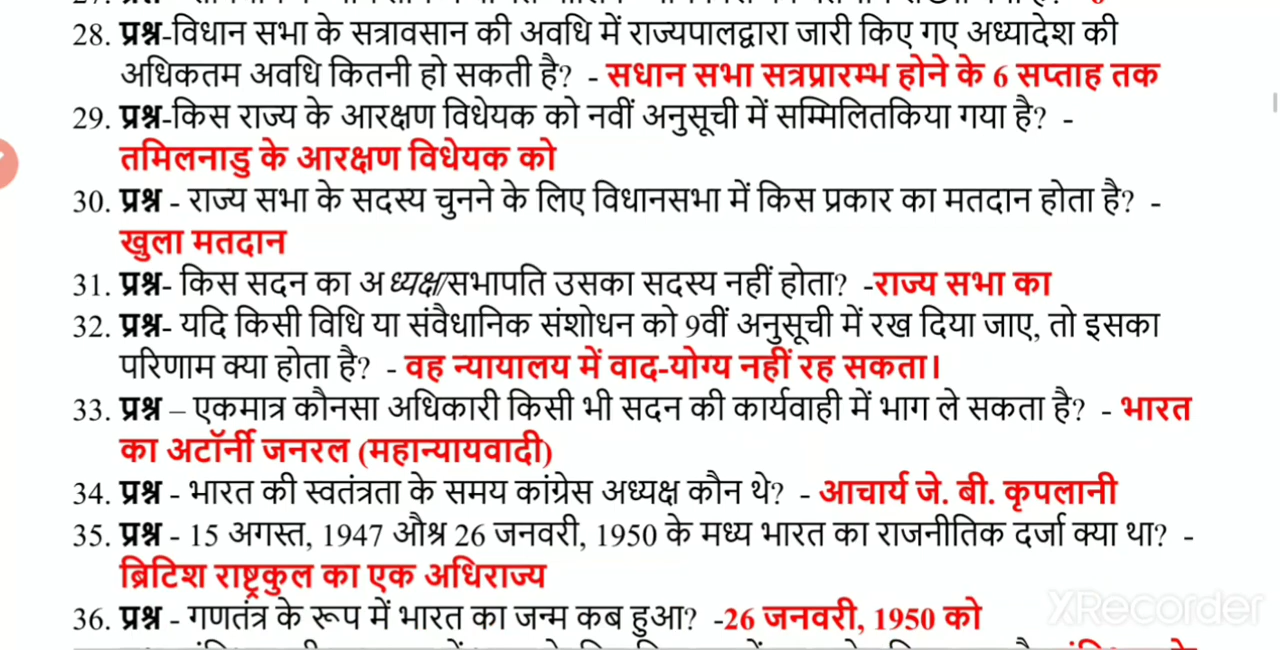 28. प्रश्न-विधान सभा के सत्रावसान की अवधि में राज्यपालद्वारा जारी किए गए अध्यादेश की
अधिकतम अवधि कितनी हो सकती है? - सधान सभा सत्रप्रारम्भ होने के 6 सप्ताह तक
29. प्रश्न-किस राज्य के आरक्षण विधेयक को नवीं अनुसूची में सम्मिलितकिया गया है? -
तमिलनाडु के आरक्षण विधेयक को
30. प्रश्न - राज्य सभा के सदस्य चुनने के लिए विधानसभा में किस प्रकार का मतदान होता है? -
खुला मतदान
31. प्रश्न- किस सदन का अध्यक्ष/सभापति उसका सदस्य नहीं होता? -राज्य सभा का
32. प्रश्न- यदि किसी विधि या संवैधानिक संशोधन को 9वीं अनुसूची में रख दिया जाए, तो इसका
परिणाम क्या होता है? - वह न्यायालय में वाद-योग्य नहीं रह सकता।
33. प्रश्न – एकमात्र कौनसा अधिकारी किसी भी सदन की कार्यवाही में भाग ले सकता है? - भारत
का अटॉर्नी जनरल (महान्यायवादी)
34. प्रश्न - भारत की स्वतंत्रता के समय कांग्रेस अध्यक्ष कौन थे? - आचार्य जे. बी. कृपलानी
35. प्रश्न - 15 अगस्त, 1947 औश्र 26 जनवरी, 1950 के मध्य भारत का राजनीतिक दर्जा क्या था? -
ब्रिटिश राष्ट्रकुल का एक अधिराज्य
36. प्रश्न - गणतंत्र के रूप में भारत का जन्म कब हुआ? -26 जनवरी, 1950 को
XRecorder